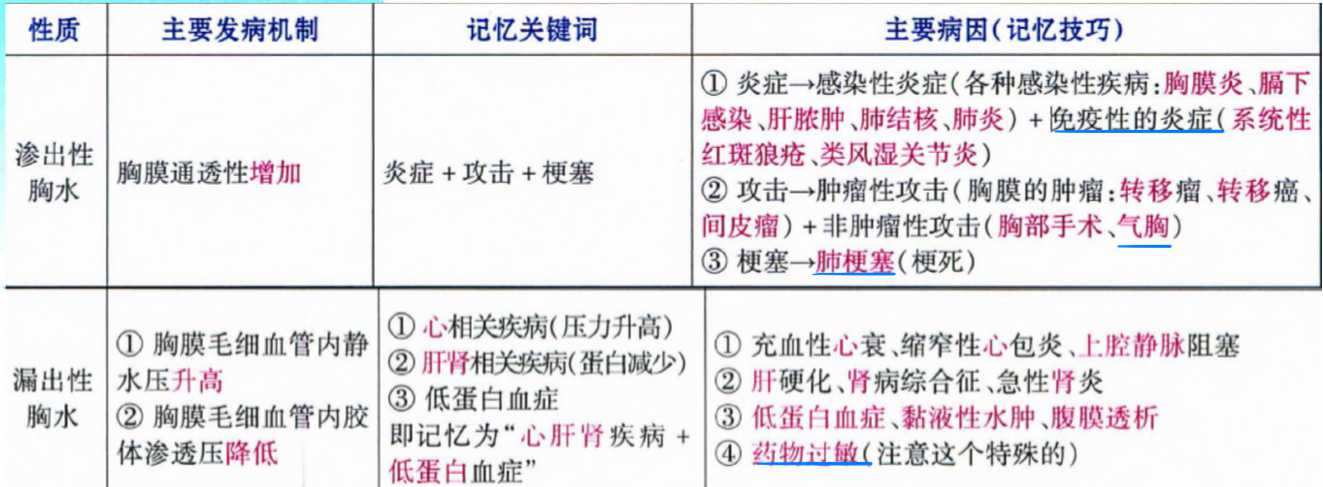 性质 主要发病机制 记忆关键词 主要病因(记忆技巧)
渗出性
胸水
胸膜通透性增加
炎症+攻击+梗塞
① 炎症→感染性炎症(各种感染性疾病:胸膜炎、膈下
感染、肝脓肿、肺结核、肺炎)+免疫性的炎症(系统性
红斑狼疮、类风湿关节炎)
② 攻击→肿瘤性攻击(胸膜的肿瘤:转移瘤、转移癌、
间皮瘤)+非肿瘤性攻击(胸部手术、气胸)
③ 梗塞→肺梗塞(梗死)
漏出性
胸水
① 胸膜毛细血管内静
水压升高
② 胸膜毛细血管内胶
体渗透压降低
① 心相关疾病(压力升高)
② 肝肾相关疾病(蛋白减少)
③ 低蛋白血症
即记忆为“心肝肾疾病+
低蛋白血症”
① 充血性心衰、缩窄性心包炎、上腔静脉阻塞
② 肝硬化、肾病综合征、急性肾炎
③ 低蛋白血症、黏液性水肿、腹膜透析
④ 药物过敏(注意这个特殊的)